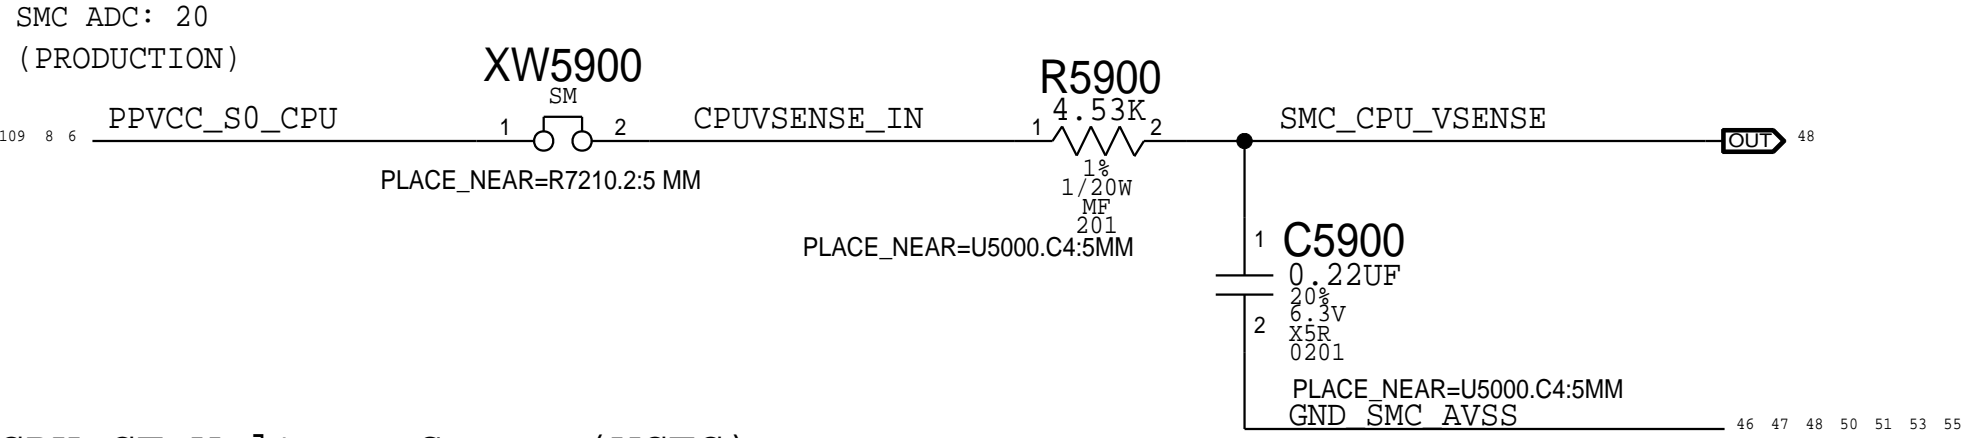 SMC ADC: 20
(PRODUCTION)
XW5900
SM
R5900
4.53K
109 8 6
PPVCC_S0_CPU
1
2
CPUVSENSE_IN
1
2
SMC_CPU_VSENSE
OUT
48
PLACE_NEAR=R7210.2:5 MM
1%
1/20W
MF
201
PLACE_NEAR=U5000.C4:5MM
1
C5900
0.22UF
20%
6.3V
2
X5R
0201
PLACE_NEAR=U5000.C4:5MM
GND_SMC_AVSS
46 47 48 50 51 53 55